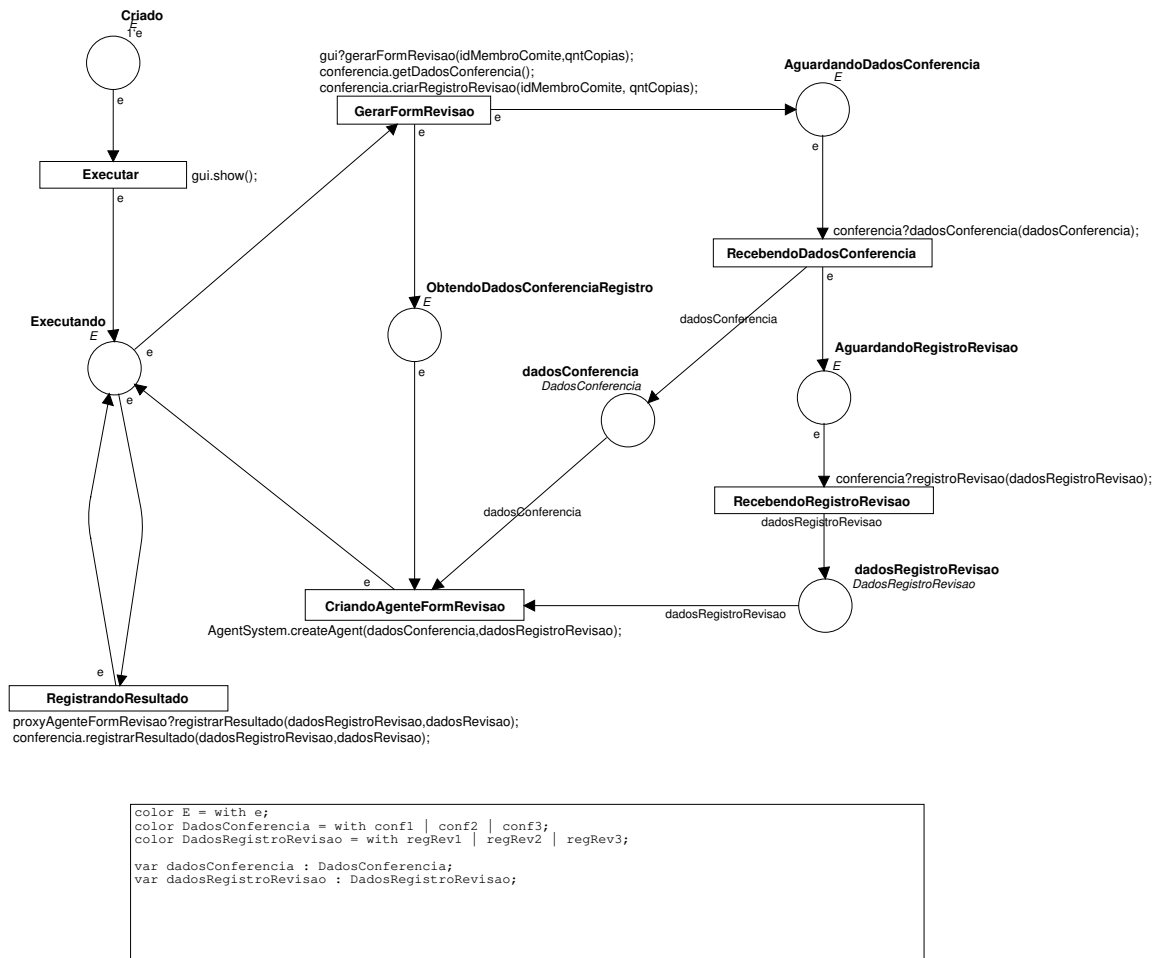 Criado
E
1'e
e
gui?gerarFormRevisao(idMembroComite,qntCopias);
conferencia.getDadosConferencia();
conferencia.criarRegistroRevisao(idMembroComite, qntCopias);
GerarFormRevisao
e
e
AguardandoDadosConferencia
E
e
Executar
gui.show();
e
conferencia?dadosConferencia(dadosConferencia);
RecebendoDadosConferencia
e
dadosConferencia
ObtendoDadosConferenciaRegistro
E
e
Executando
E
e
e
AguardandoRegistroRevisao
E
e
dadosConferencia
DadosConferencia
dadosConferencia
conferencia?registroRevisao(dadosRegistroRevisao);
RecebendoRegistroRevisao
dadosRegistroRevisao
dadosRegistroRevisao
DadosRegistroRevisao
dadosRegistroRevisao
e
CriandoAgenteFormRevisao
AgentSystem.createAgent(dadosConferencia,dadosRegistroRevisao);
e
RegistrandoResultado
proxyAgenteFormRevisao?registrarResultado(dadosRegistroRevisao,dadosRevisao);
conferencia.registrarResultado(dadosRegistroRevisao,dadosRevisao);
color E = with e;
color DadosConferencia = with conf1 | conf2 | conf3;
color DadosRegistroRevisao = with regRev1 | regRev2 | regRev3;
var dadosConferencia : DadosConferencia;
var dadosRegistroRevisao : DadosRegistroRevisao;